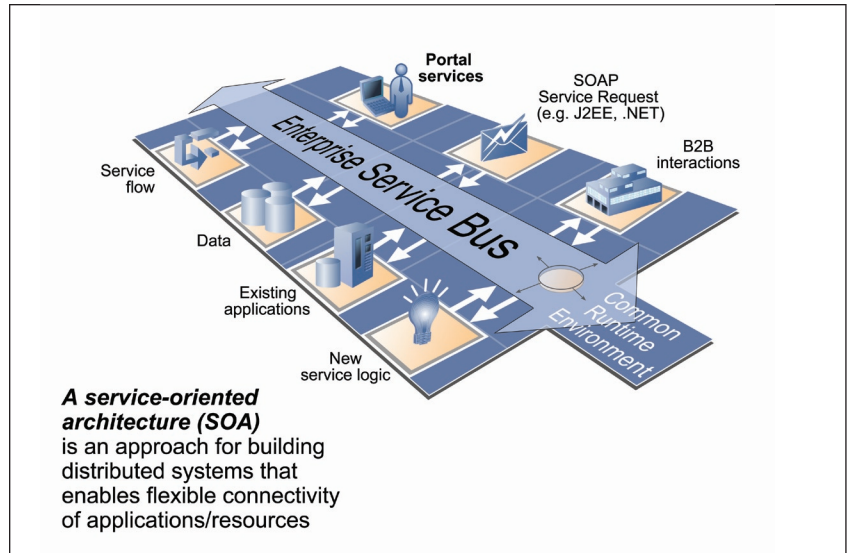 Portal
services
SOAP
Service Request
(e.g. J2EE, .NET)
B2B
interactions
Enterprise Service Bus
Service
flow
Data
Existing
applications
New
service logic
Common
Runtime
Environment
A service-oriented
architecture (SOA)
is an approach for building
distributed systems that
enables flexible connectivity
of applications/resources